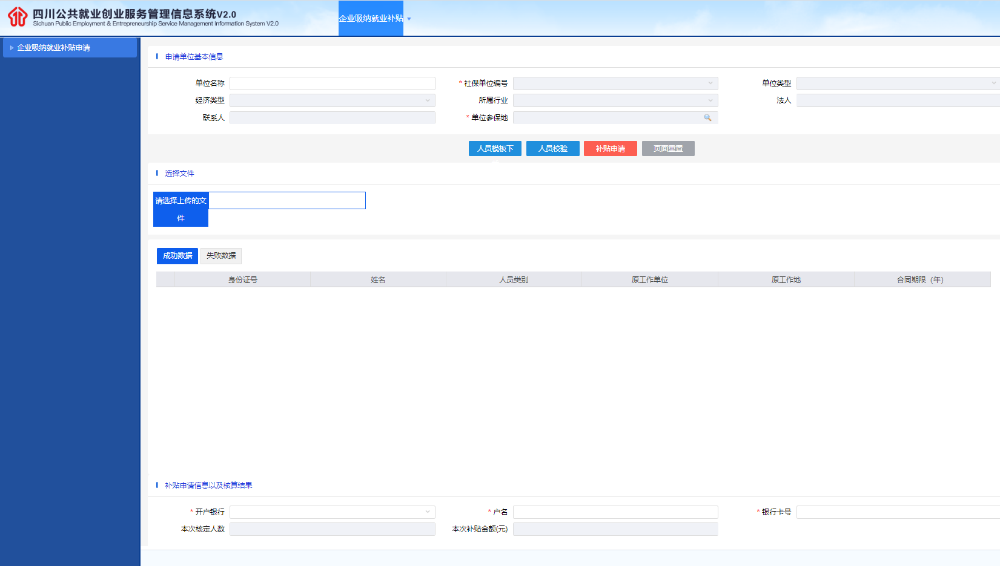 四川公共就业创业服务管理信息系统V2.0
Sichuan Public Employment & Entrepreneurship Service Management Information System V2.0
企业吸纳就业补贴
企业吸纳就业补贴申请
申请单位基本信息
单位名称
* 社保单位编号
单位类型
经济类型
所属行业
法人
联系人
* 单位参保地
人员模板下
人员校验
补贴申请
页面重置
选择文件
请选择上传的文
件
成功数据
失败数据
身份证号
姓名
人员类别
原工作单位
原工作地
合同期限（年）
补贴申请信息以及核算结果
* 开户银行
* 户名
* 银行卡号
本次核定人数
本次补贴金额(元)